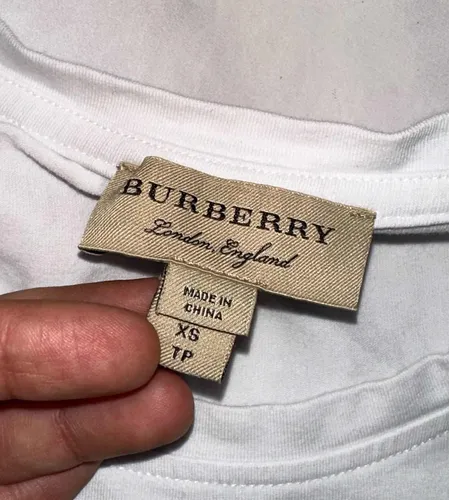 BURBERRY
London, England
MADE IN
CHINA
XS
TP